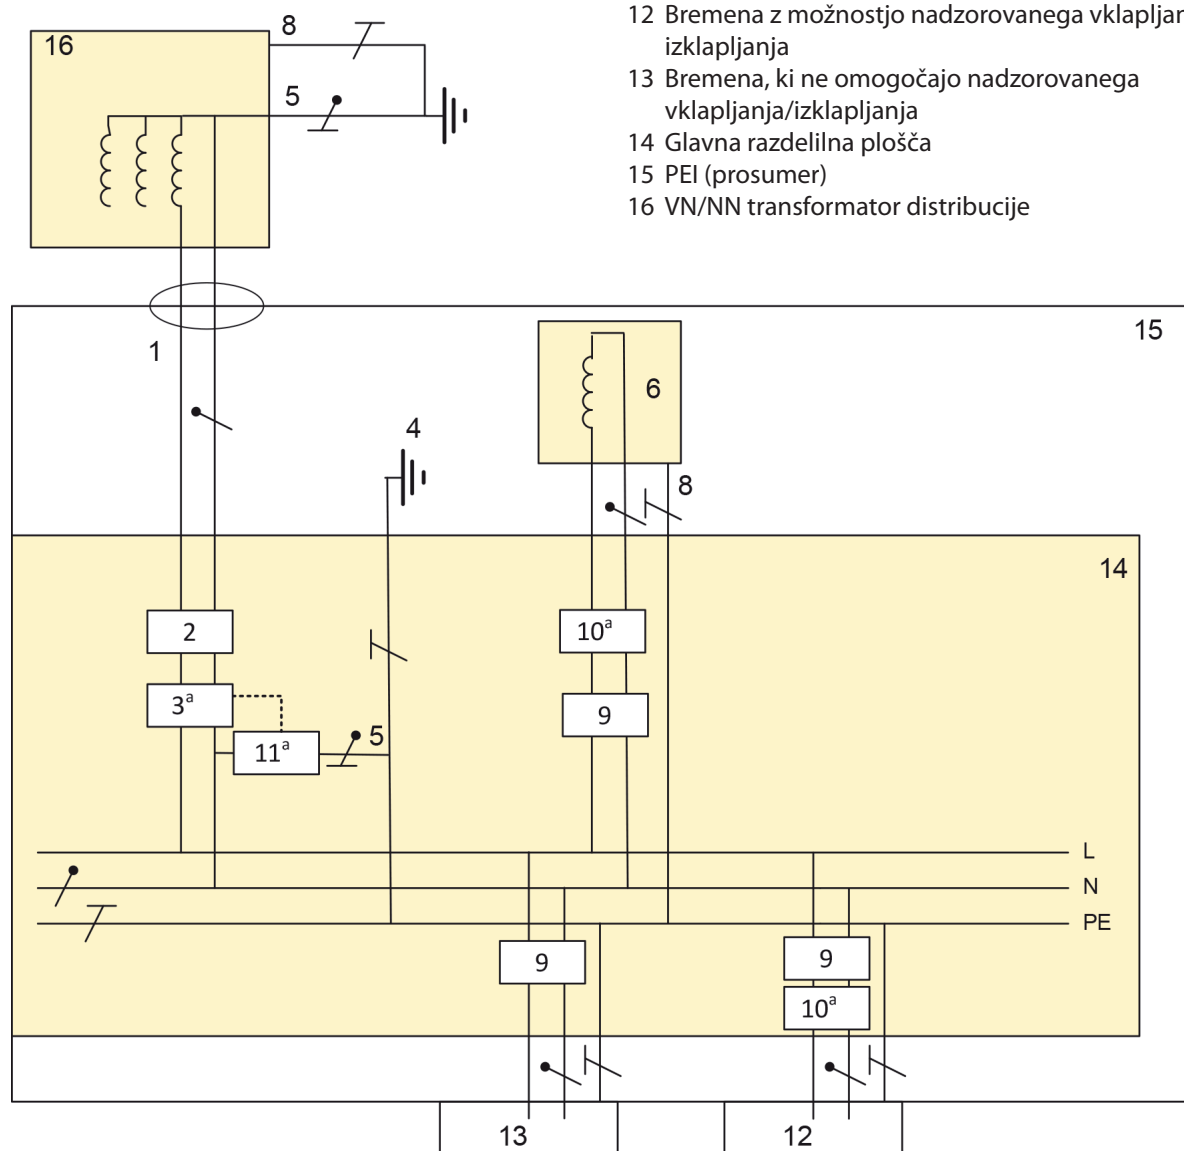 12 Bremena z možnostjo nadzorovanega
izklapljanja
13 Bremena, ki ne omogočajo nadzorovanega
vklapljanja/izklapljanja
14 Glavna razdelilna plošča
15 PEI (prosumer)
16 VN/NN transformator distribucije
16
8
5
1
15
6
4
8
14
2
10ᵃ
3ᵃ
9
11ᵃ
5
L
N
PE
9
9
10ᵃ
13
12